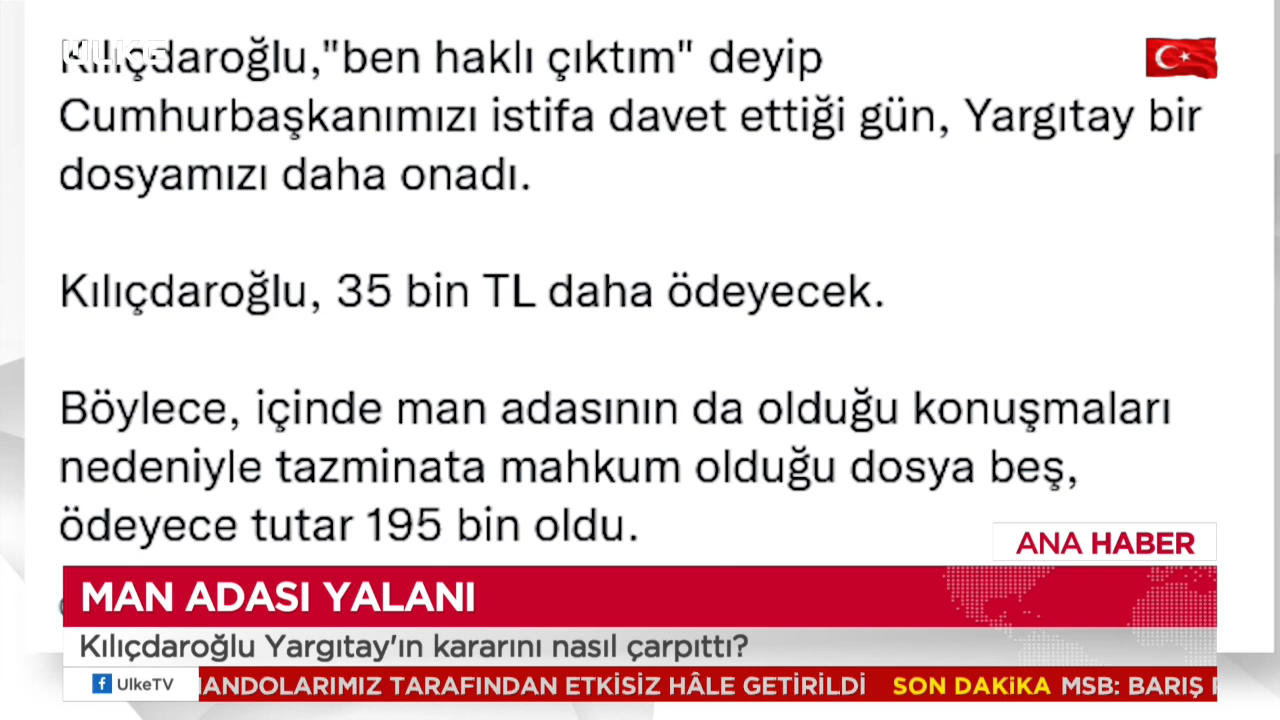 ÜLKE
Kılıçdaroğlu,"ben haklı çıktım" deyip
Cumhurbaşkanımızı istifa davet ettiği gün, Yargıtay bir
dosyamızı daha onadı.
Kılıçdaroğlu, 35 bin TL daha ödeyecek.
Böylece, içinde man adasının da olduğu konuşmaları
nedeniyle tazminata mahkum olduğu dosya beş,
ödeyece tutar 195 bin oldu.
ANA HABER
MAN ADASI YALANI
Kılıçdaroğlu Yargıtay'ın kararını nasıl çarpıttı?
UlkeTV
TARAFINDAN ETKİSİZ HÂLE GETİRİLDİ SON DAKİKA MSB: BARIŞ